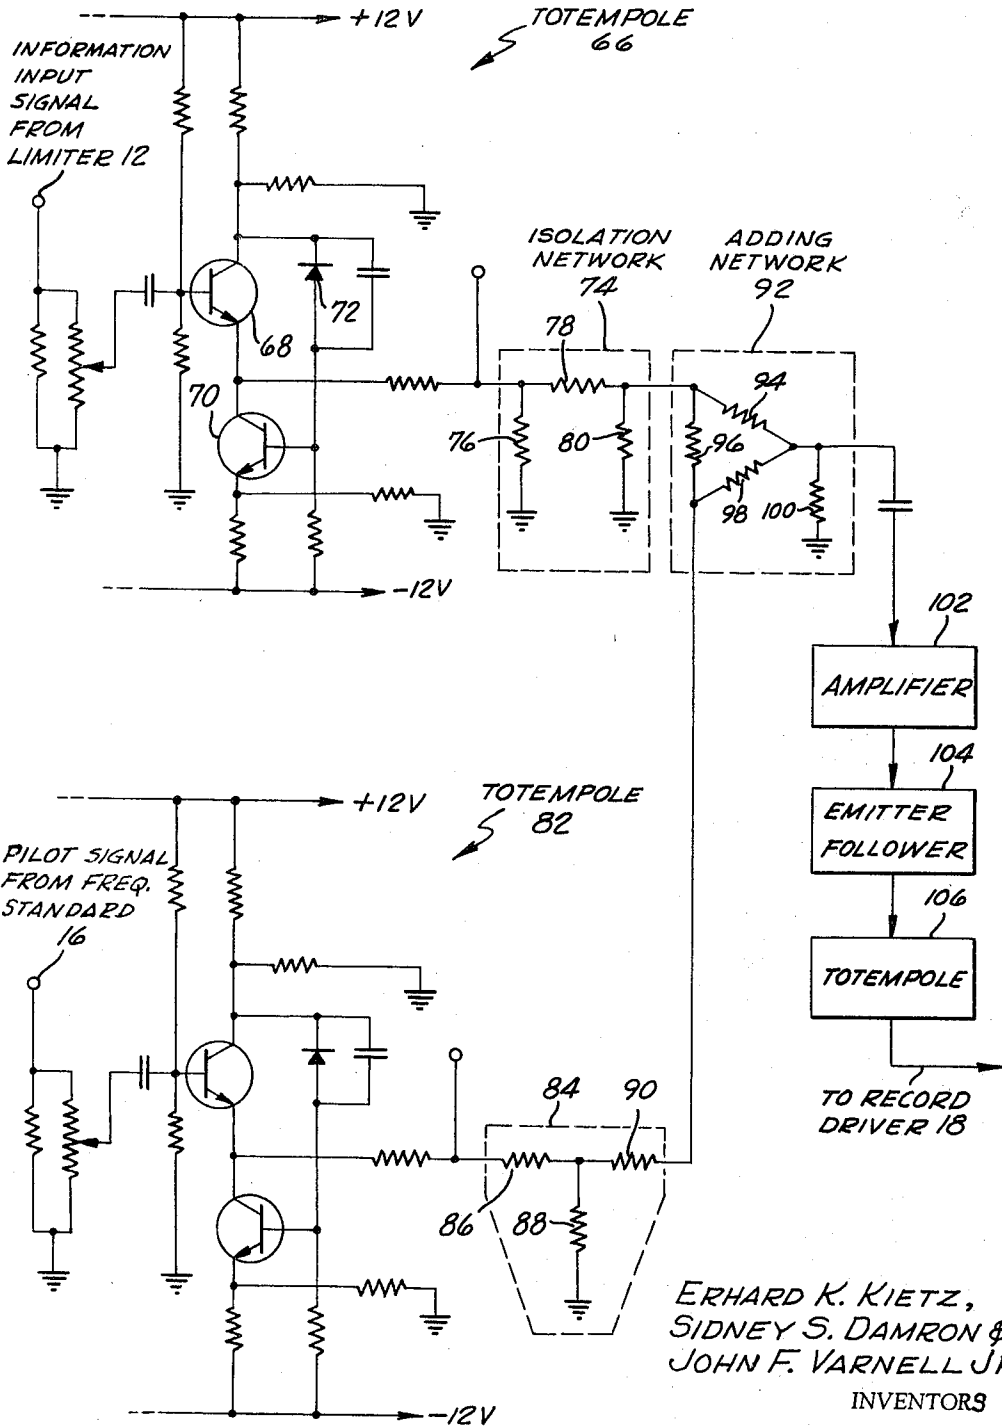 +12V
TOTEMPOLE
66
INFORMATION
INPUT
SIGNAL
FROM
LIMITER 12
68
72
70
ISOLATION
NETWORK
74
78
76
80
ADDING
NETWORK
92
94
96
98
100
-12V
102
AMPLIFIER
104
EMITTER
FOLLOWER
106
TOTEMPOLE
TO RECORD
DRIVER 18
+12V
TOTEMPOLE
82
PILOT SIGNAL
FROM FREQ.
STANDARD
16
84
90
86
88
-12V
ERHARD K. KIETZ,
SIDNEY S. DAMRON &
JOHN F. VARNELL
INVENTORS